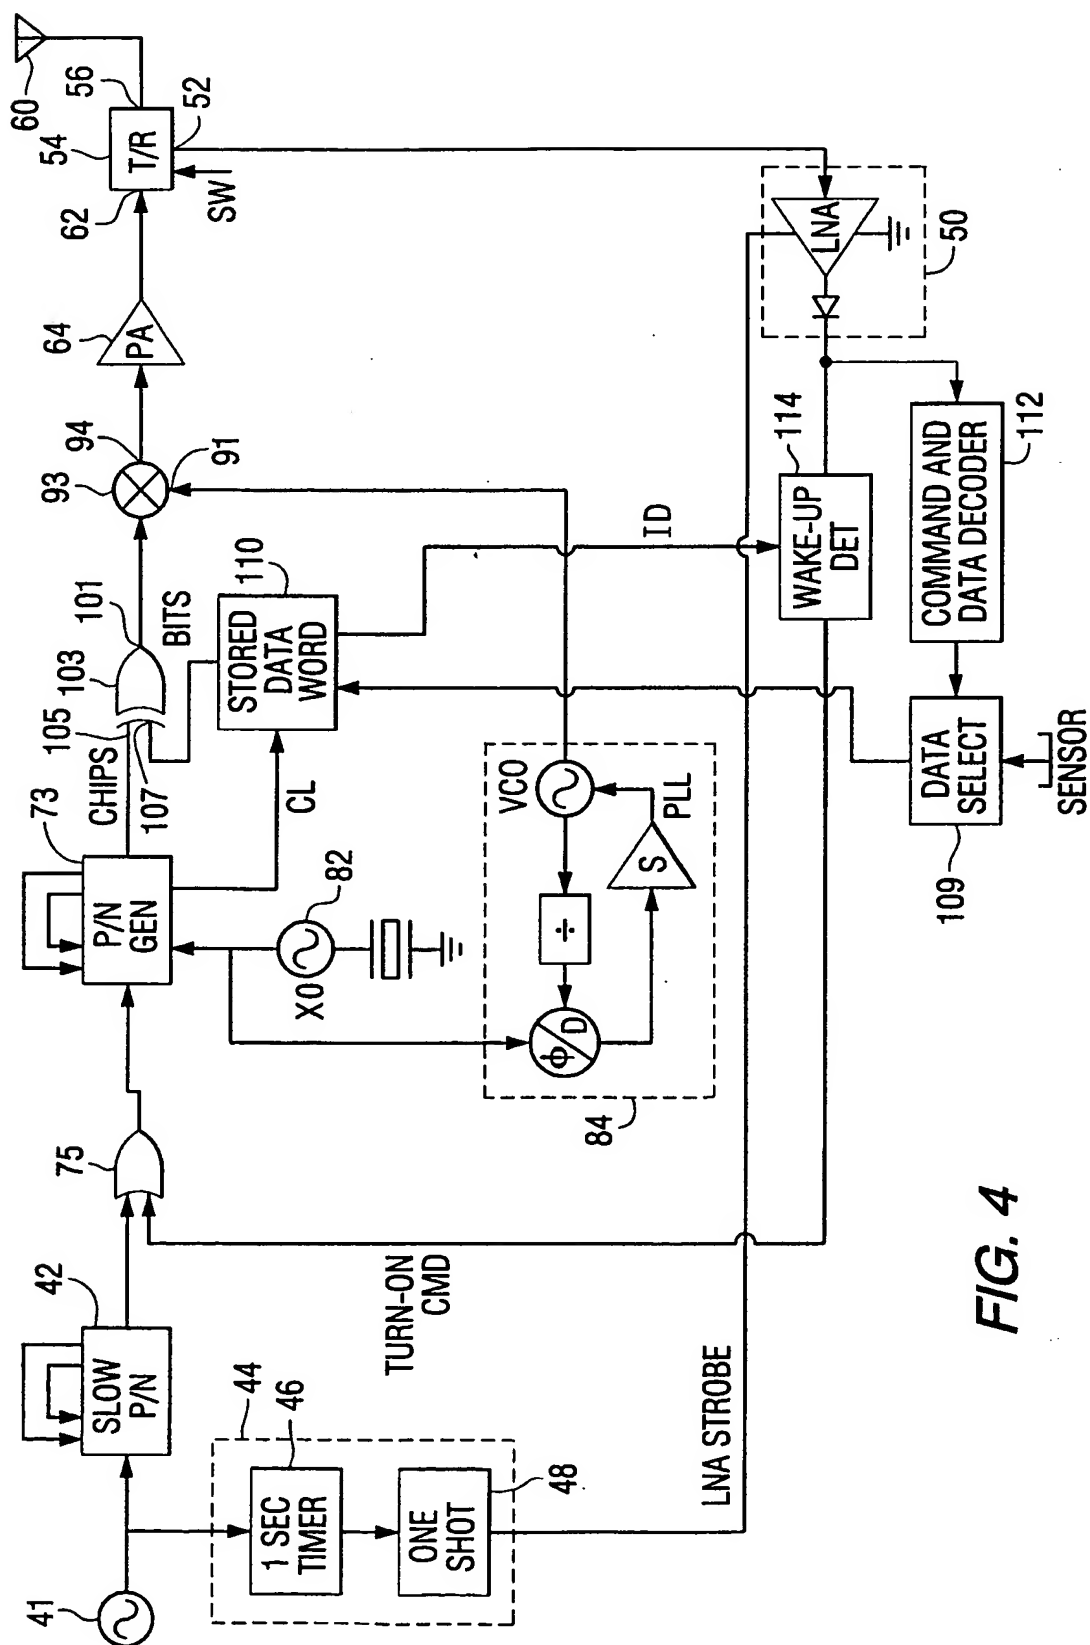 41
SLOW
P/N
42
44
1 SEC
TIMER
46
ONE
SHOT
48
LNA STROBE
TURN-ON
CMD
75
P/N
GEN
73
CHIPS
105
107
103
101
BITS
CL
X0
82
STORED
DATA
WORD
110
ID
93
94
91
PA
64
62
T/R
54
56
52
SW
60
VCO
÷
ϕ
D
S
PLL
84
LNA
50
WAKE-UP
DET
114
COMMAND AND
DATA DECODER
112
DATA
SELECT
109
SENSOR
FIG. 4